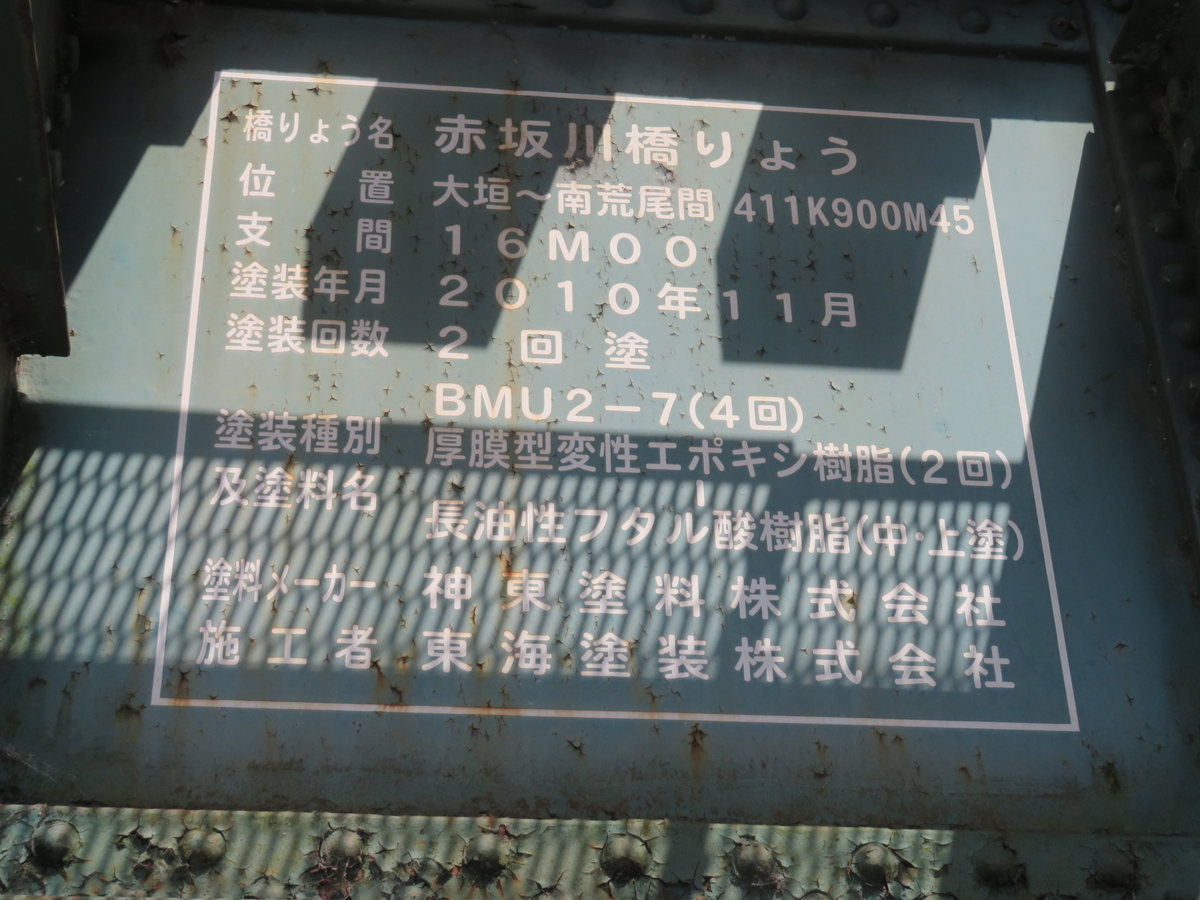 橋りょう名 赤坂川橋りょう
位置 大垣〜南荒尾間 411K900M45
支間 16M00
塗装年月 2010年11月
塗装回数 2回塗
BMU2－7(4回)
塗装種別 厚膜型変性エポキシ樹脂(2回)
及塗料名 長油性フタル酸樹脂(中・上塗)
塗料メーカー 神東塗料株式会社
施工者 東海塗装株式会社